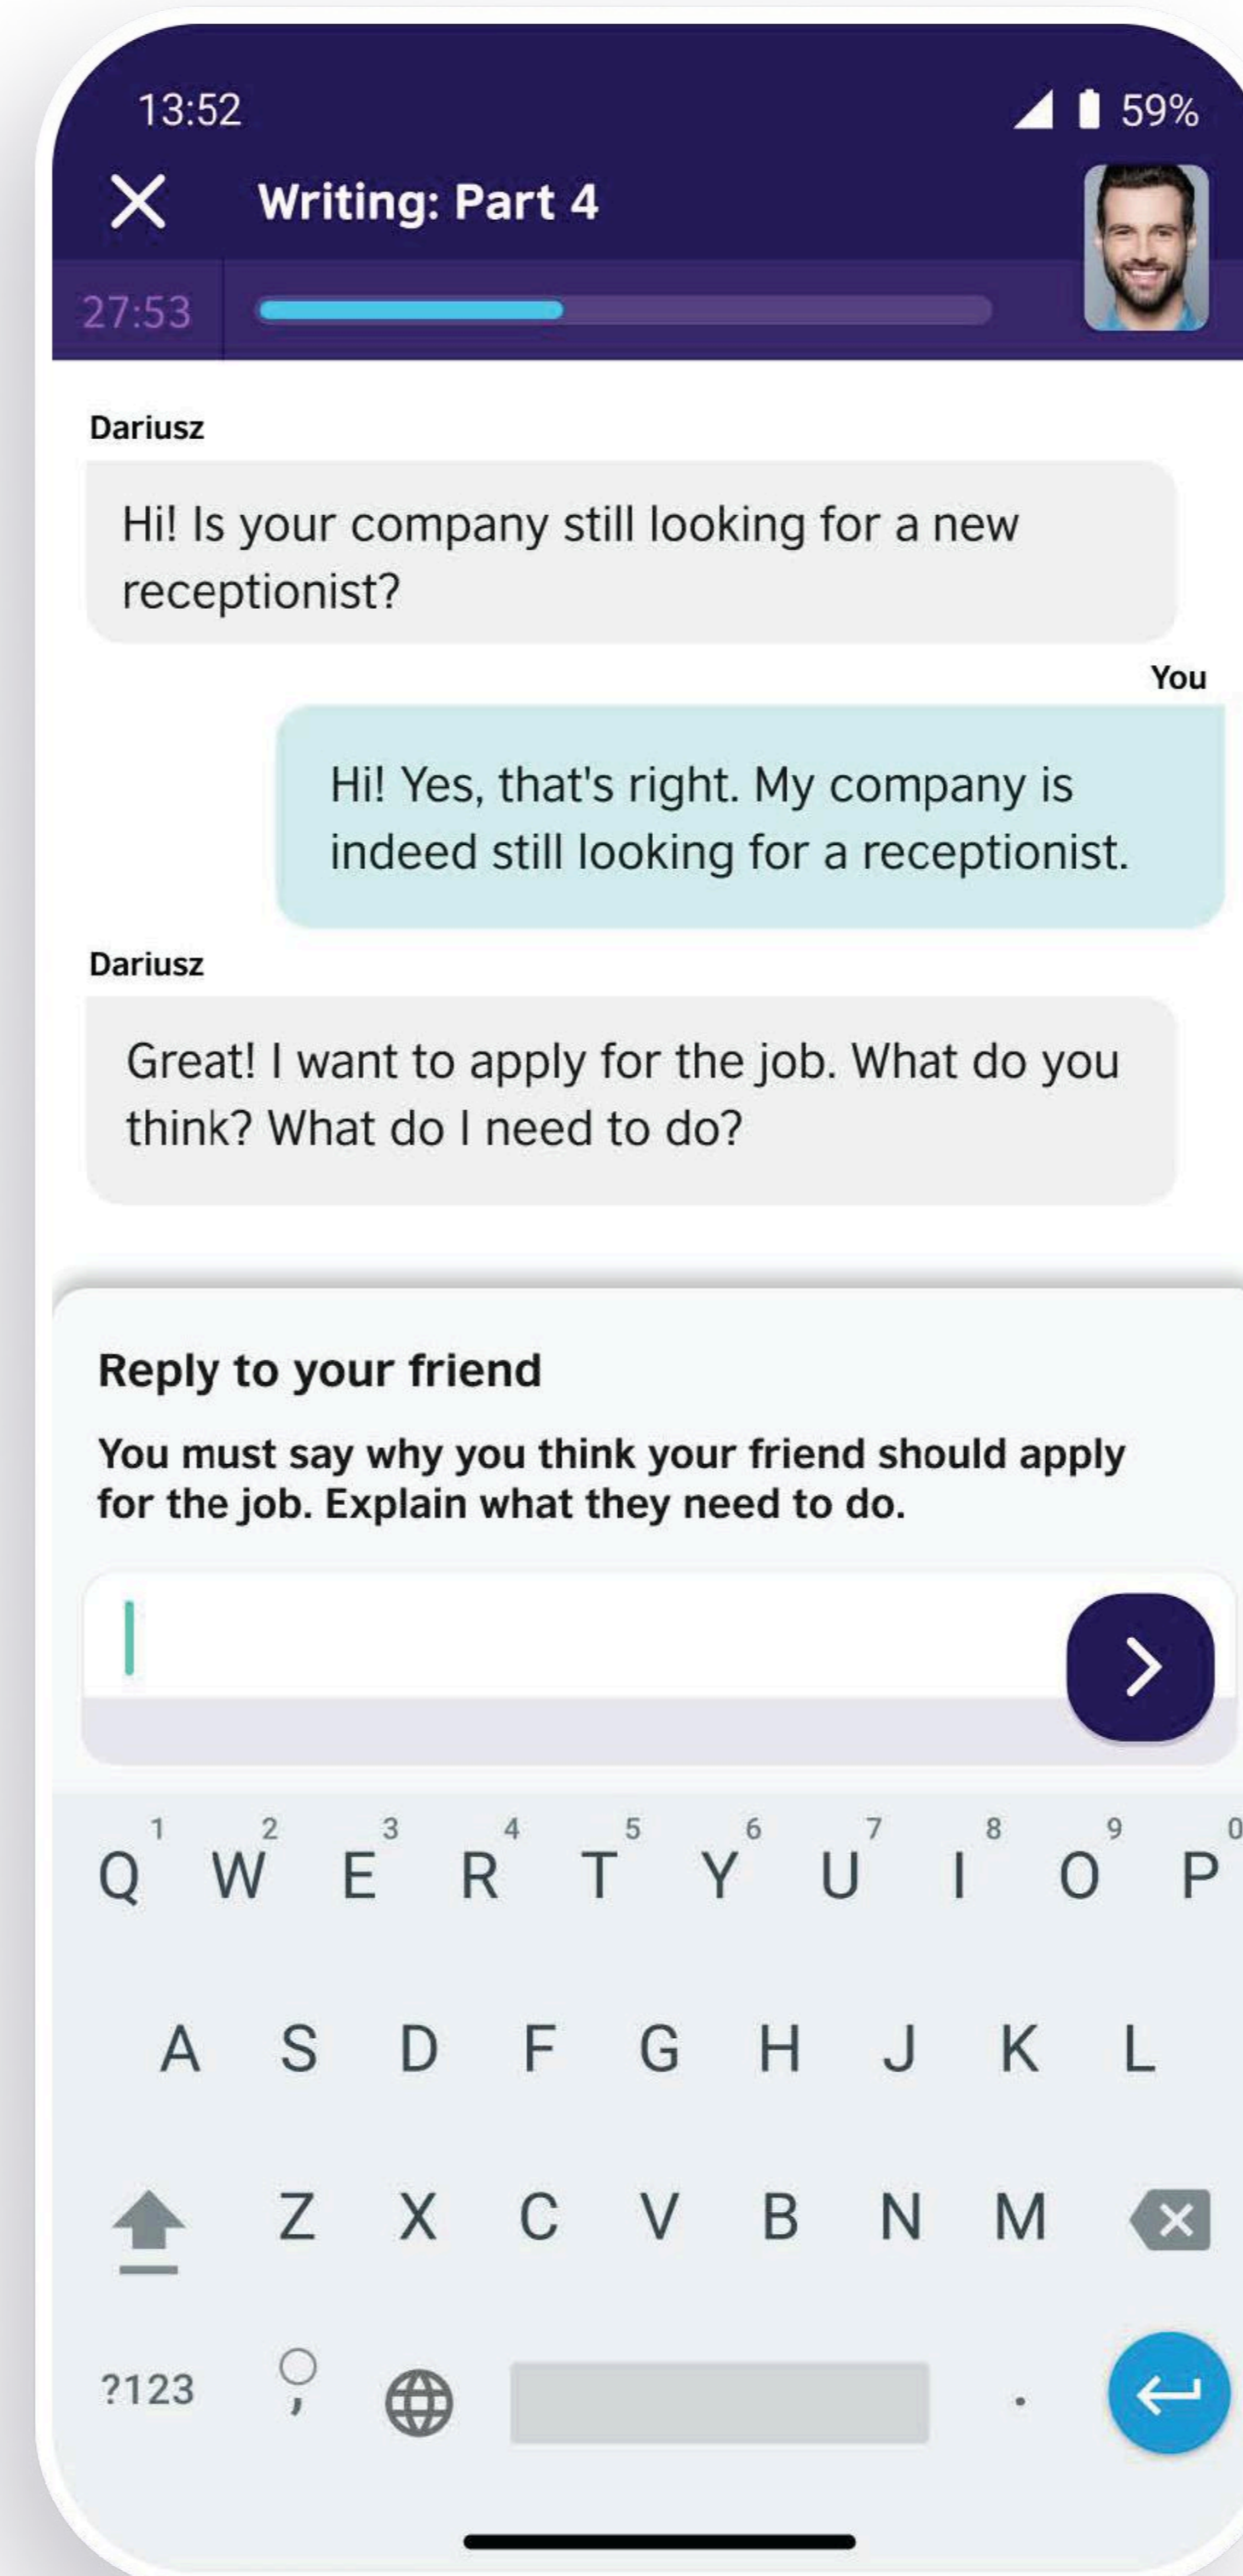 13:52
59%
Writing: Part 4
27:53
Dariusz
Hi! Is your company still looking for a new
receptionist?
You
Hi! Yes, that's right. My company is
indeed still looking for a receptionist.
Dariusz
Great! I want to apply for the job. What do you
think? What do I need to do?
Reply to your friend
You must say why you think your friend should apply
for the job. Explain what they need to do.
1 2 3 4 5 6 7 8 9 0
Q W E R T Y U I O P
A S D F G H J K L
Z X C V B N M
?123 , .